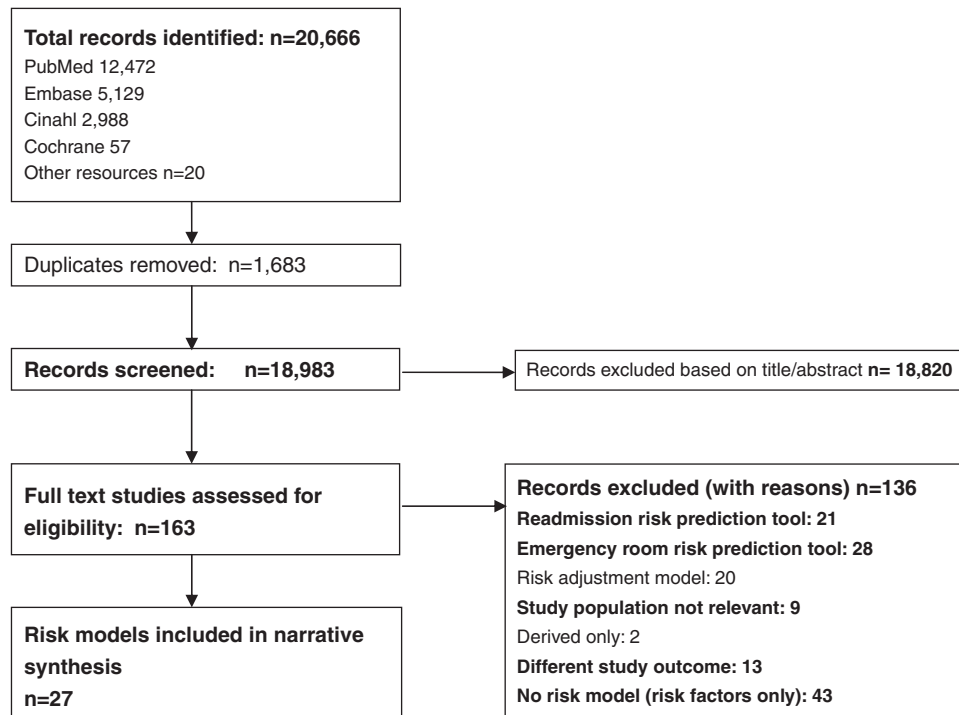 Total records identified: n=20,666
PubMed 12,472
Embase 5,129
Cinahl 2,988
Cochrane 57
Other resources n=20
Duplicates removed: n=1,683
Records screened: n=18,983
Records excluded based on title/abstract n= 18,820
Full text studies assessed for
eligibility: n=163
Records excluded (with reasons) n=136
Readmission risk prediction tool: 21
Emergency room risk prediction tool: 28
Risk adjustment model: 20
Study population not relevant: 9
Derived only: 2
Different study outcome: 13
No risk model (risk factors only): 43
Risk models included in narrative
synthesis
n=27